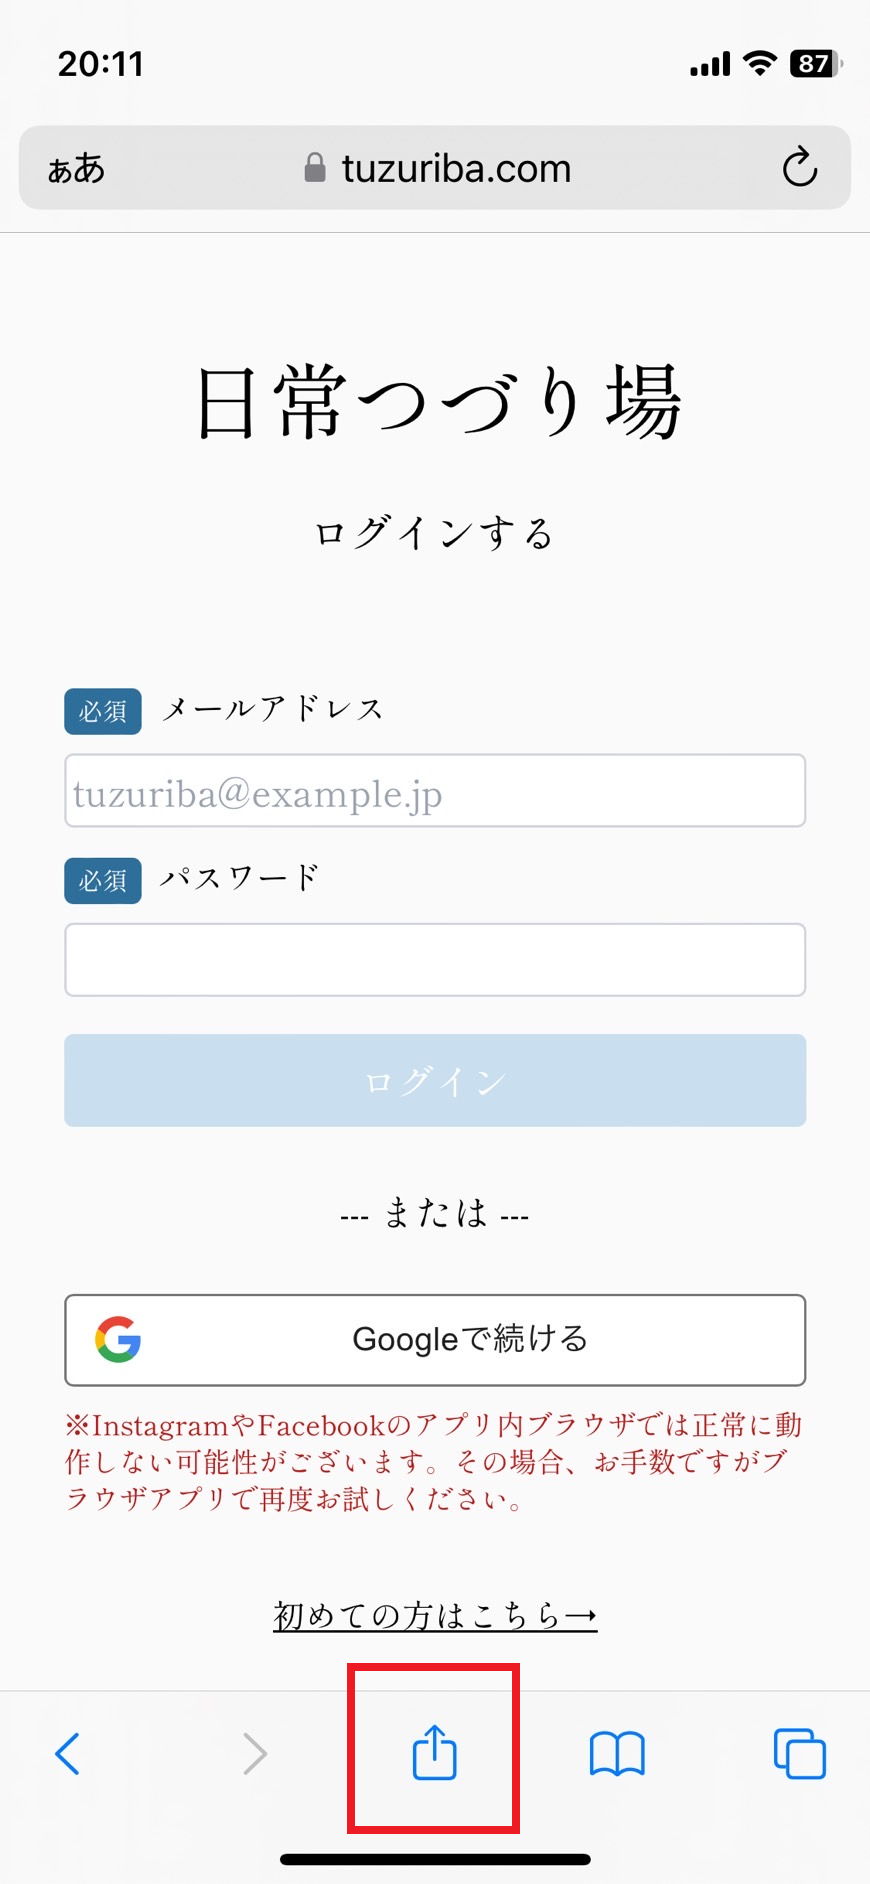 20:11
87
ぁあ tuzuriba.com
日常つづり場
ログインする
必須 メールアドレス
tuzuriba@example.jp
必須 パスワード
ログイン
--- または ---
Googleで続ける
※InstagramやFacebookのアプリ内ブラウザでは正常に動
作しない可能性がございます。その場合、お手数ですがブ
ラウザアプリで再度お試しください。
初めての方はこちら→